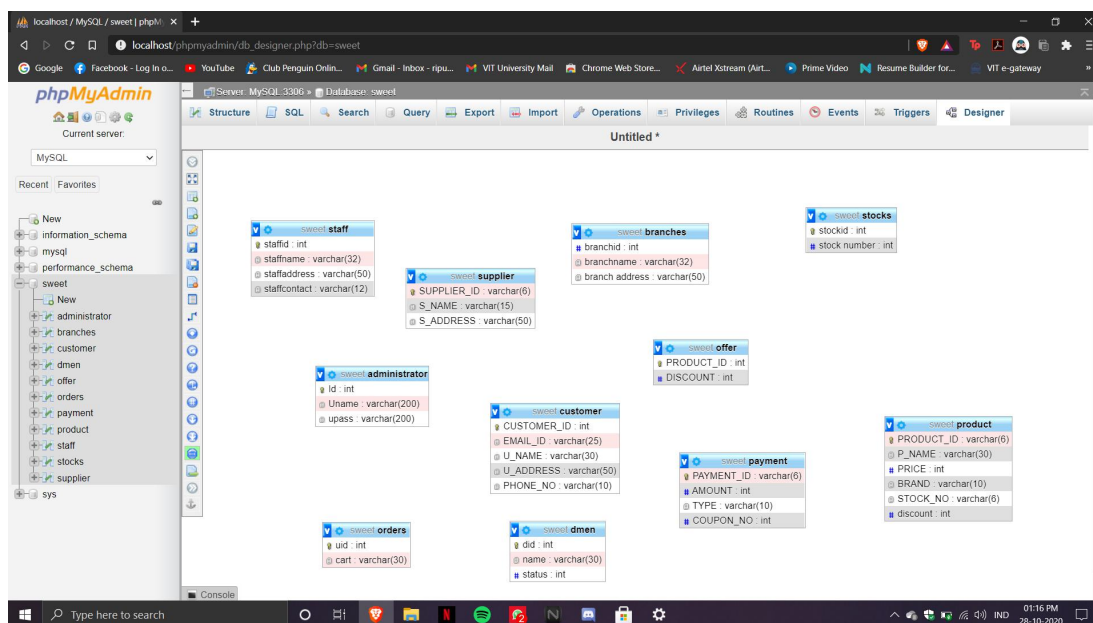 localhost / MySQL / sweet | phpM
localhost/phpmyadmin/db_designer.php?db=sweet
Google Facebook - Log In o... YouTube Club Penguin Onlin... Gmail - Inbox - ripu... VIT University Mail Chrome Web Store... Airtel Xstream (Airt... Prime Video Resume Builder for... VIT e-gateway »
phpMyAdmin
Current server:
MySQL
Recent Favorites
New
information_schema
mysql
performance_schema
sweet
New
administrator
branches
customer
dmen
offer
orders
payment
product
staff
stocks
supplier
sys
Server: MySQL:3306 » Database: sweet
Structure SQL Search Query Export Import Operations Privileges Routines Events Triggers Designer
Untitled *
sweet staff
staffid : int
staffname : varchar(32)
staffaddress : varchar(50)
staffcontact : varchar(12)
sweet supplier
SUPPLIER_ID : varchar(6)
S_NAME : varchar(15)
S_ADDRESS : varchar(50)
sweet branches
branchid : int
branchname : varchar(32)
branch address : varchar(50)
sweet stocks
stockid : int
stock number : int
sweet offer
PRODUCT_ID : int
DISCOUNT : int
sweet administrator
Id : int
Uname : varchar(200)
upass : varchar(200)
sweet customer
CUSTOMER_ID : int
EMAIL_ID : varchar(25)
U_NAME : varchar(30)
U_ADDRESS : varchar(50)
PHONE_NO : varchar(10)
sweet payment
PAYMENT_ID : varchar(6)
AMOUNT : int
TYPE : varchar(10)
COUPON_NO : int
sweet product
PRODUCT_ID : varchar(6)
P_NAME : varchar(30)
PRICE : int
BRAND : varchar(10)
STOCK_NO : varchar(6)
discount : int
sweet orders
uid : int
cart : varchar(30)
sweet dmen
did : int
name : varchar(30)
status : int
Console
Type here to search
IND
01:16 PM
28-10-2020